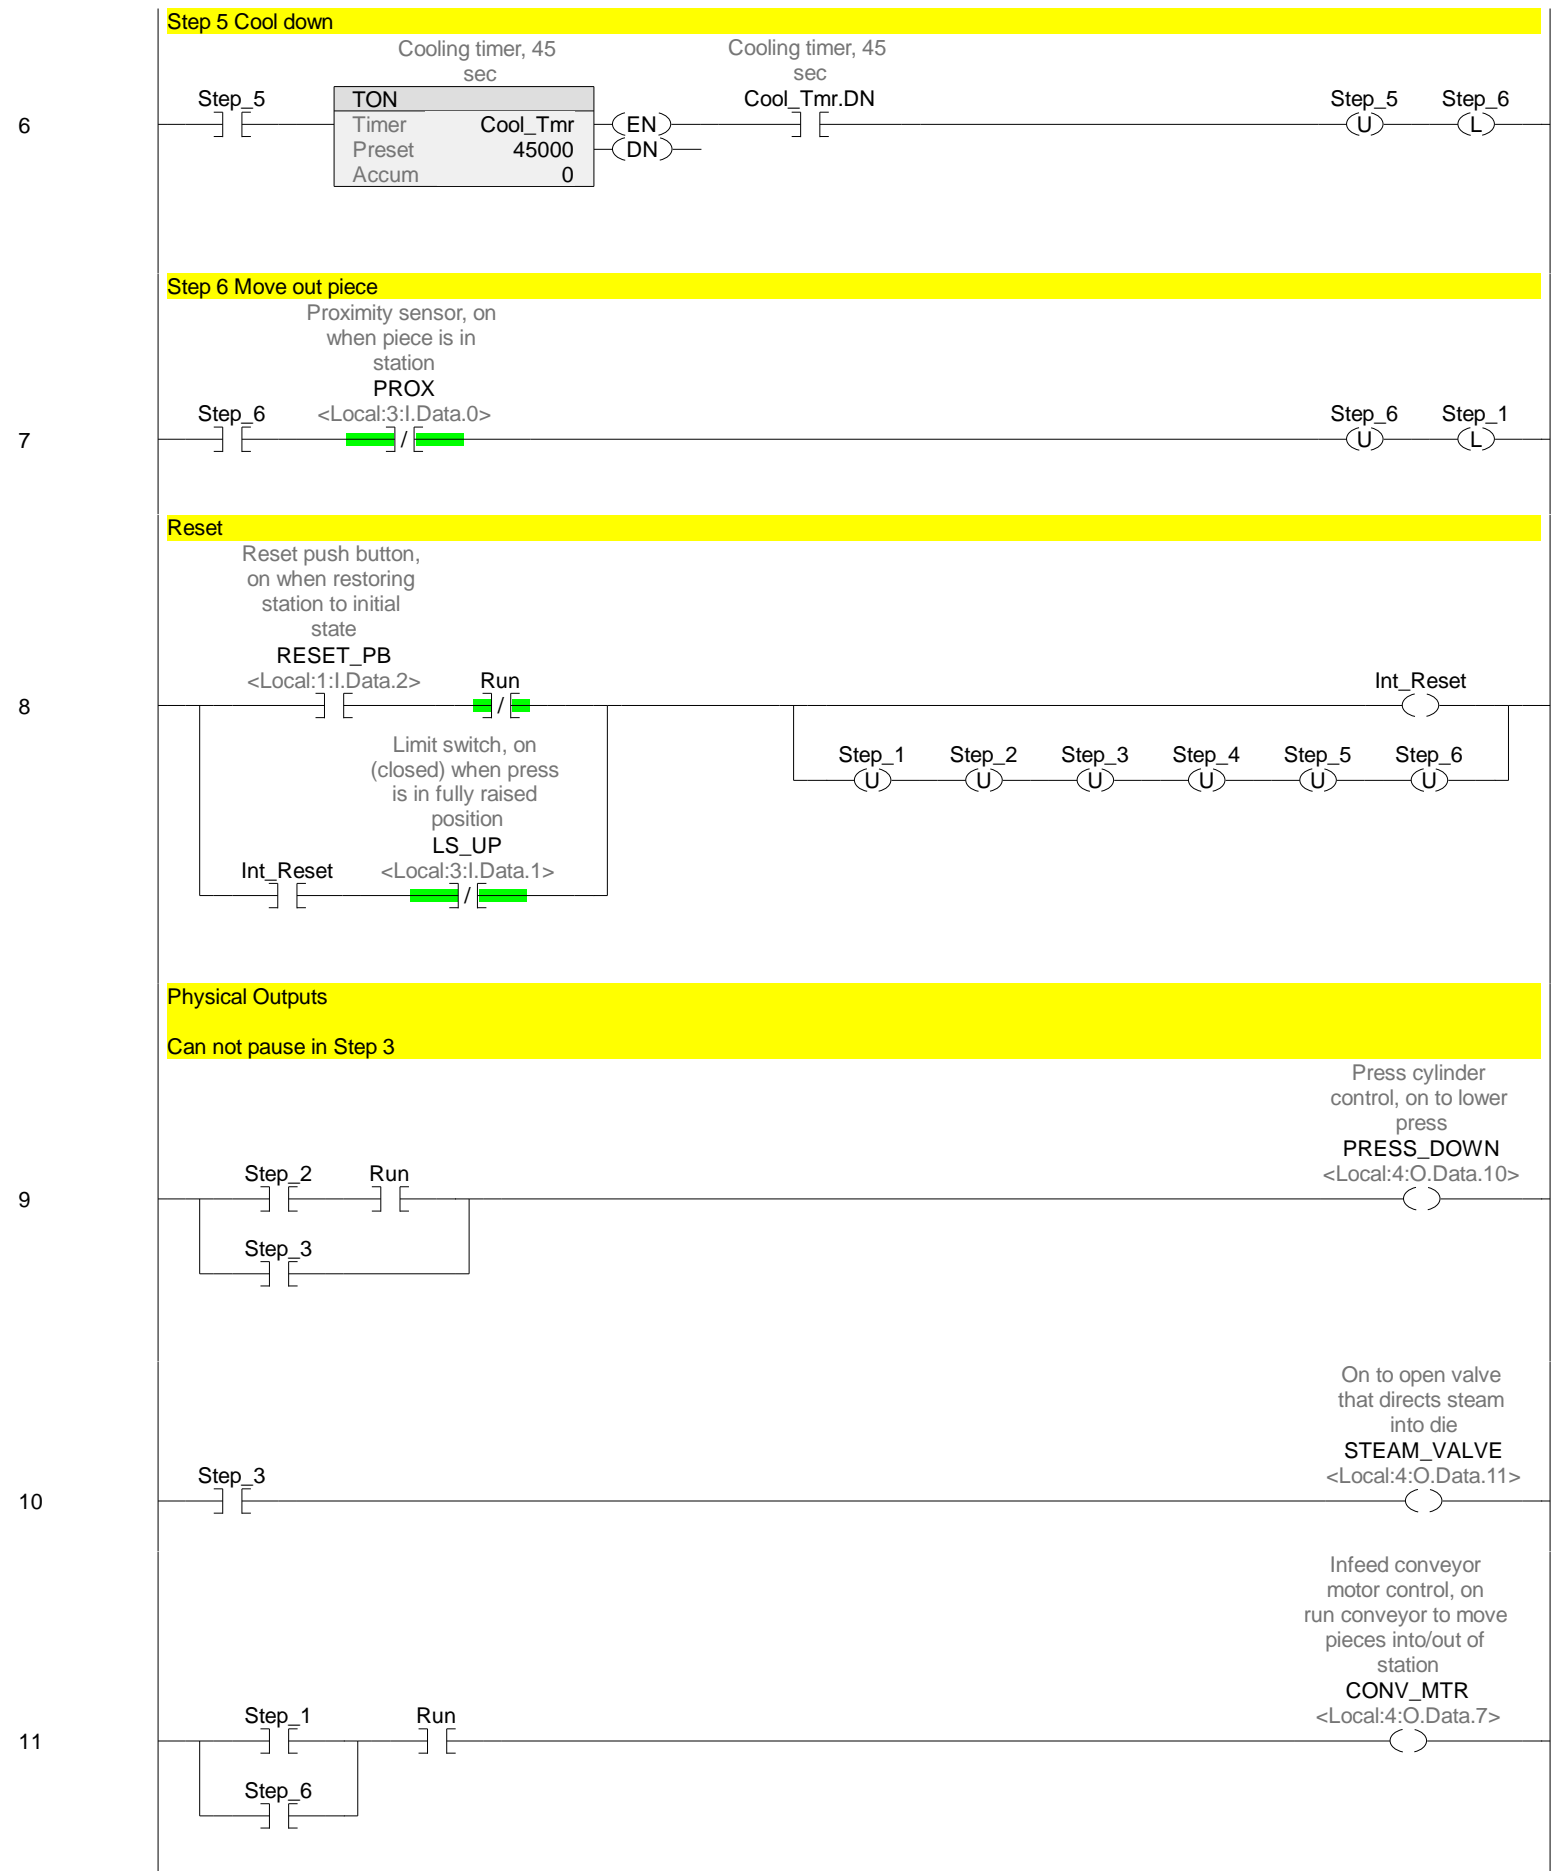 Step 5 Cool down
Cooling timer, 45
sec
Cooling timer, 45
sec
Step_5
TON
Cool_Tmr.DN
Step_5
Step_6
6
Timer
Cool_Tmr
EN
U
L
Preset
45000
DN
Accum
0
Step 6 Move out piece
Proximity sensor, on
when piece is in
station
PROX
Step_6
<Local:3:I.Data.0>
Step_6
Step_1
7
/
U
L
Reset
Reset push button,
on when restoring
station to initial
state
RESET_PB
<Local:1:I.Data.2>
Run
Int_Reset
8
/
Limit switch, on
(closed) when press
is in fully raised
position
LS_UP
Step_1
Step_2
Step_3
Step_4
Step_5
Step_6
U
U
U
U
U
U
Int_Reset
<Local:3:I.Data.1>
/
Physical Outputs
Can not pause in Step 3
Press cylinder
control, on to lower
press
PRESS_DOWN
Step_2
Run
<Local:4:O.Data.10>
9
Step_3
On to open valve
that directs steam
into die
STEAM_VALVE
Step_3
<Local:4:O.Data.11>
10
Infeed conveyor
motor control, on
run conveyor to move
pieces into/out of
station
CONV_MTR
Step_1
Run
<Local:4:O.Data.7>
11
Step_6